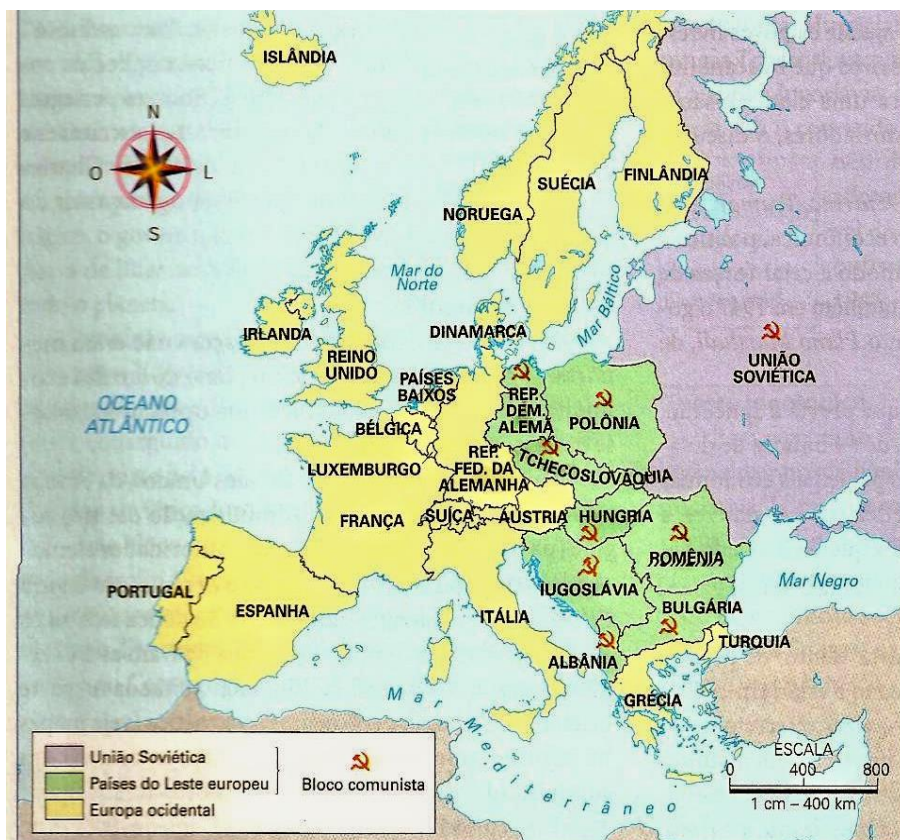 ISLÂNDIA
N
O
L
S
NORUEGA
SUÉCIA
FINLÂNDIA
Mar do
Norte
Mar Báltico
IRLANDA
REINO
UNIDO
DINAMARCA
PAÍSES
BAIXOS
UNIÃO
SOVIÉTICA
OCEANO
ATLÂNTICO
BÉLGICA
REP.
DEM.
ALEMÃ
POLÔNIA
LUXEMBURGO
REP.
FED. DA
ALEMANHA
TCHECOSLOVÁQUIA
FRANÇA
SUÍÇA
ÁUSTRIA
HUNGRIA
ROMÊNIA
Mar Negro
PORTUGAL
ESPANHA
ITÁLIA
IUGOSLÁVIA
BULGÁRIA
TURQUIA
ALBÂNIA
GRÉCIA
Mar Mediterrâneo
União Soviética
Países do Leste europeu
Europa ocidental
Bloco comunista
ESCALA
0 400 800
1 cm – 400 km